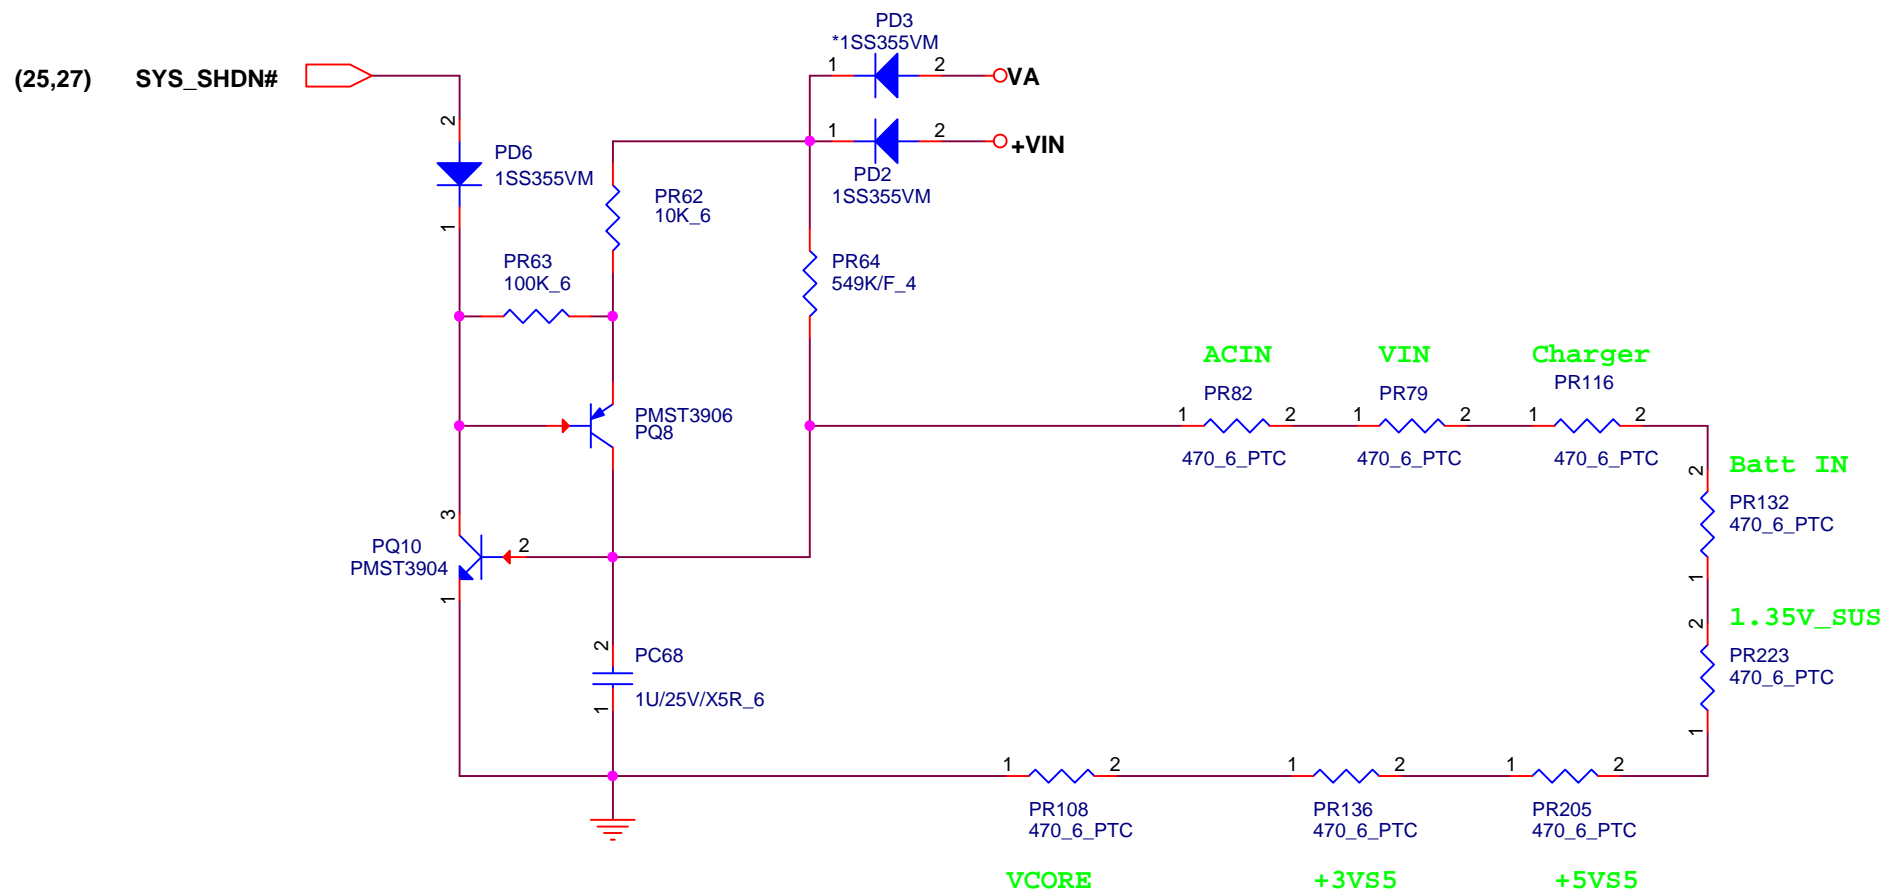 PD3
*1SS355VM
(25,27) SYS_SHDN#
1 2 VA
2
1 2 +VIN
PD6
1SS355VM
PD2
1SS355VM
PR62
10K_6
1
PR63
100K_6
PR64
549K/F_4
ACIN VIN Charger
PR82 PR79 PR116
1 2 1 2 1 2
PMST3906
PQ8
470_6_PTC 470_6_PTC 470_6_PTC
2 Batt IN
PR132
470_6_PTC
3
PQ10
PMST3904
2
1
1
2 1.35V_SUS
PR223
470_6_PTC
2
PC68
1U/25V/X5R_6
1
1
1 2 1 2 1 2
PR108 PR136 PR205
470_6_PTC 470_6_PTC 470_6_PTC
VCORE +3VS5 +5VS5